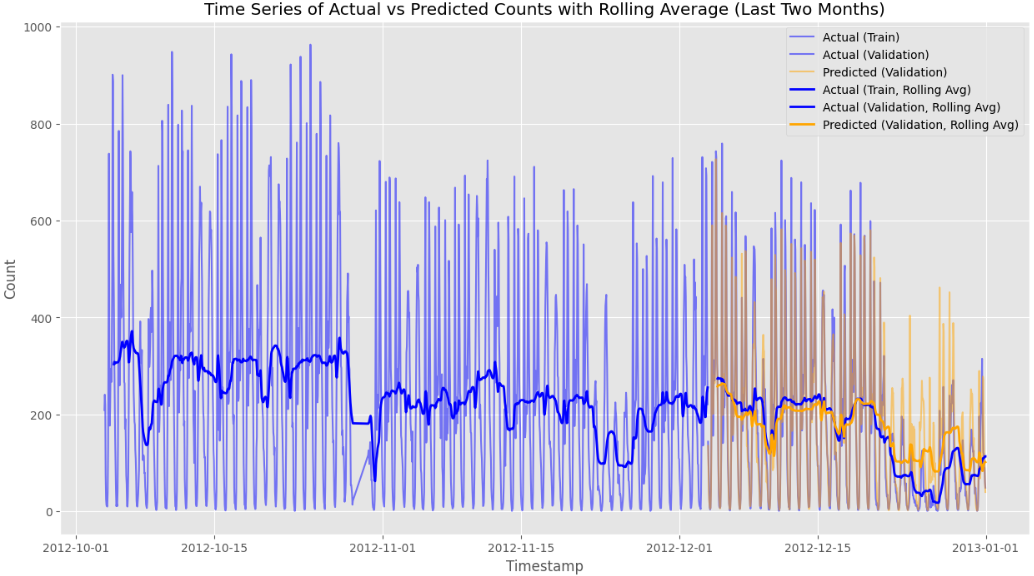 Time Series of Actual vs Predicted Counts with Rolling Average (Last Two Months)
1000
800
600
400
200
0
Count
Actual (Train)
Actual (Validation)
Predicted (Validation)
Actual (Train, Rolling Avg)
Actual (Validation, Rolling Avg)
Predicted (Validation, Rolling Avg)
2012-10-01
2012-10-15
2012-11-01
2012-11-15
2012-12-01
2012-12-15
2013-01-01
Timestamp